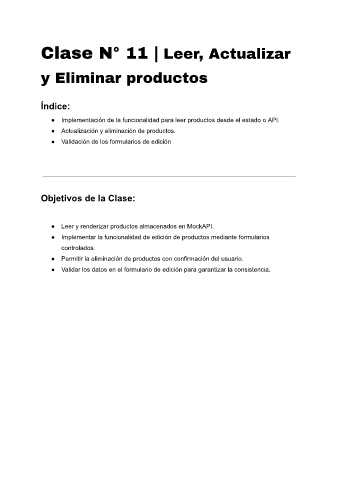 Clase N° 11 | Leer, Actualizar
y Eliminar productos
Índice:
● Implementación de la funcionalidad para leer productos desde el estado o API.
● Actualización y eliminación de productos.
● Validación de los formularios de edición
Objetivos de la Clase:
● Leer y renderizar productos almacenados en MockAPI.
● Implementar la funcionalidad de edición de productos mediante formularios
controlados.
● Permitir la eliminación de productos con confirmación del usuario.
● Validar los datos en el formulario de edición para garantizar la consistencia.